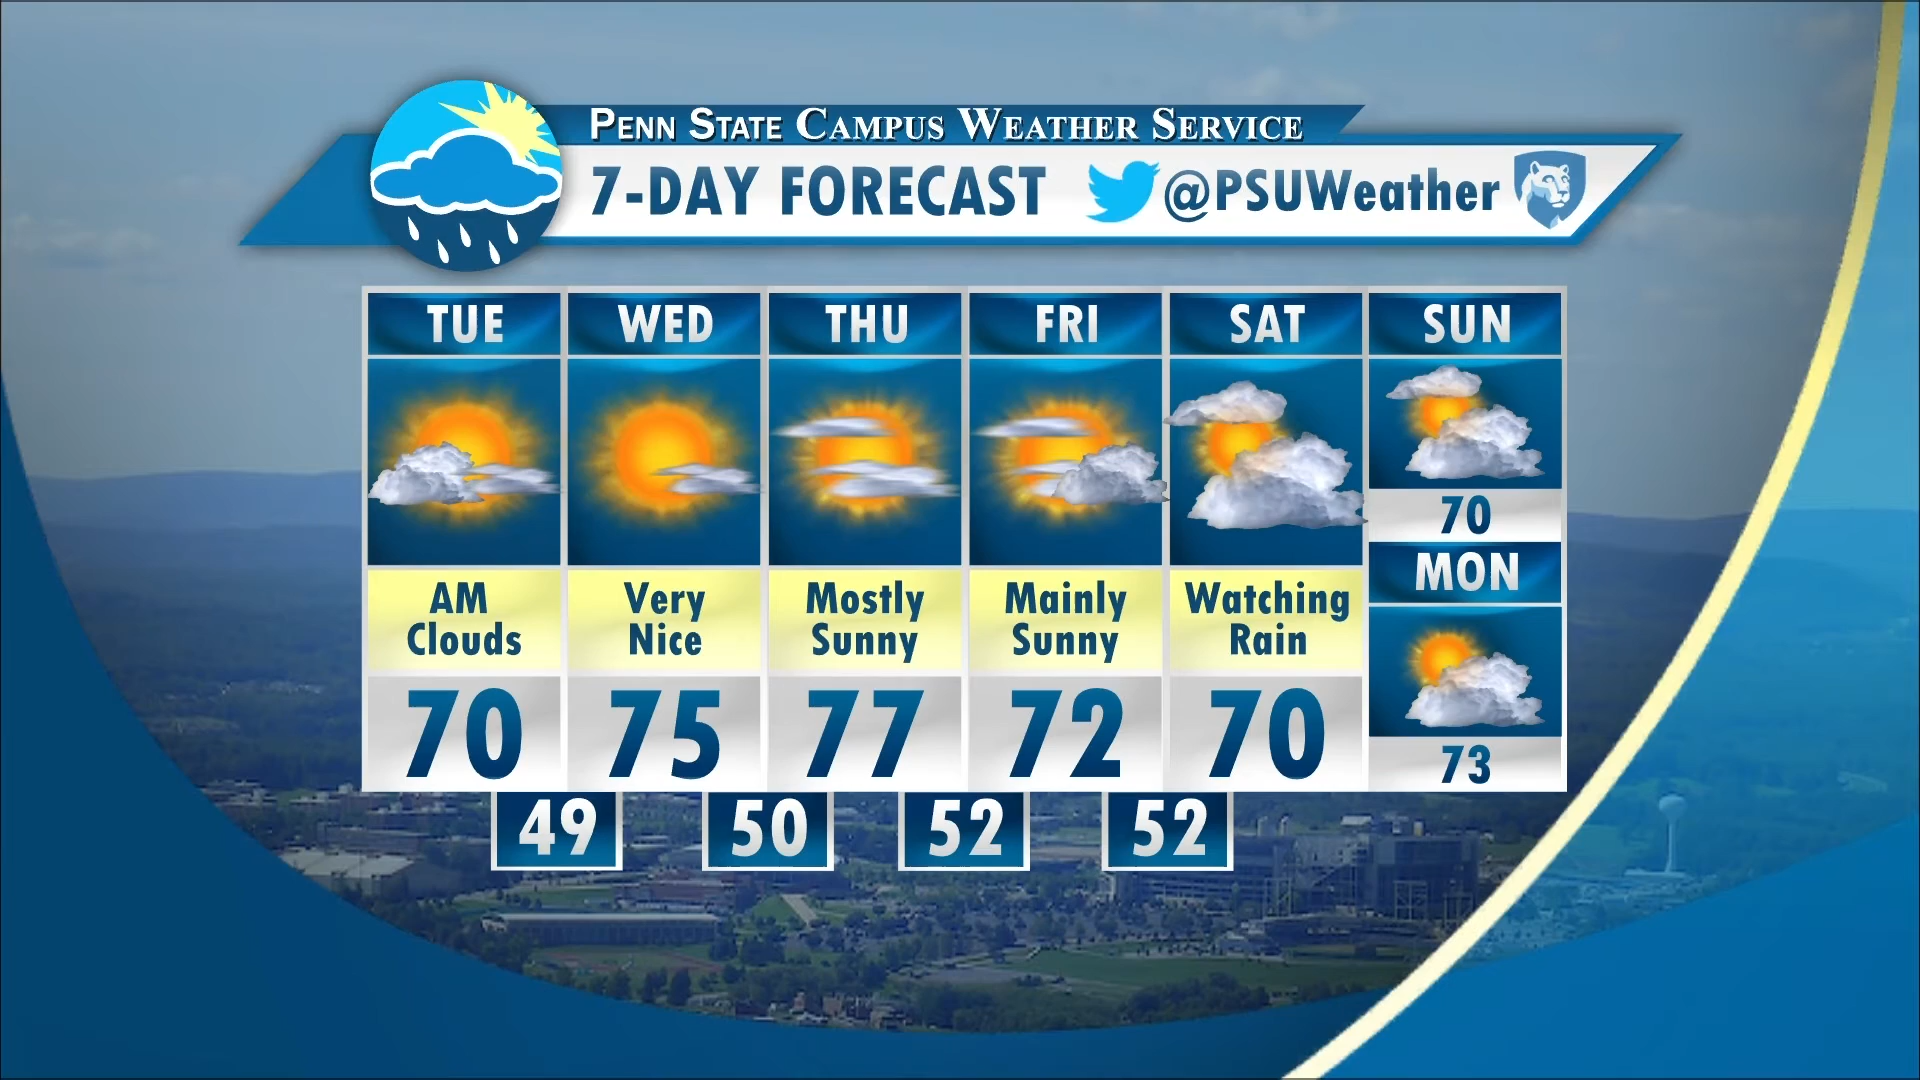 PENN STATE CAMPUS WEATHER SERVICE
7-DAY FORECAST @PSUWeather
TUE WED THU FRI SAT SUN
AM Clouds
Very Nice
Mostly Sunny
Mainly Sunny
Watching Rain
70 75 77 72 70
70
MON
73
49 50 52 52